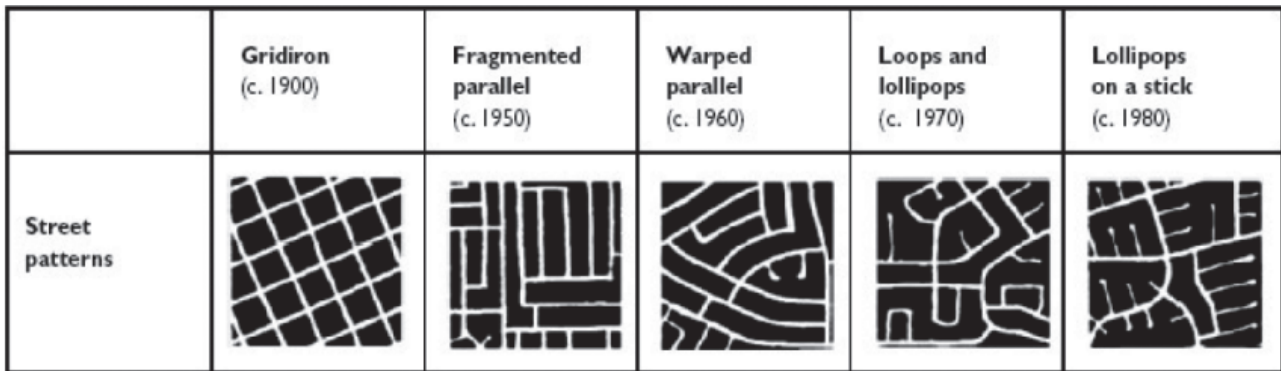 Gridiron
(c. 1900)
Fragmented
parallel
(c. 1950)
Warped
parallel
(c. 1960)
Loops and
lollipops
(c. 1970)
Lollipops
on a stick
(c. 1980)
Street
patterns